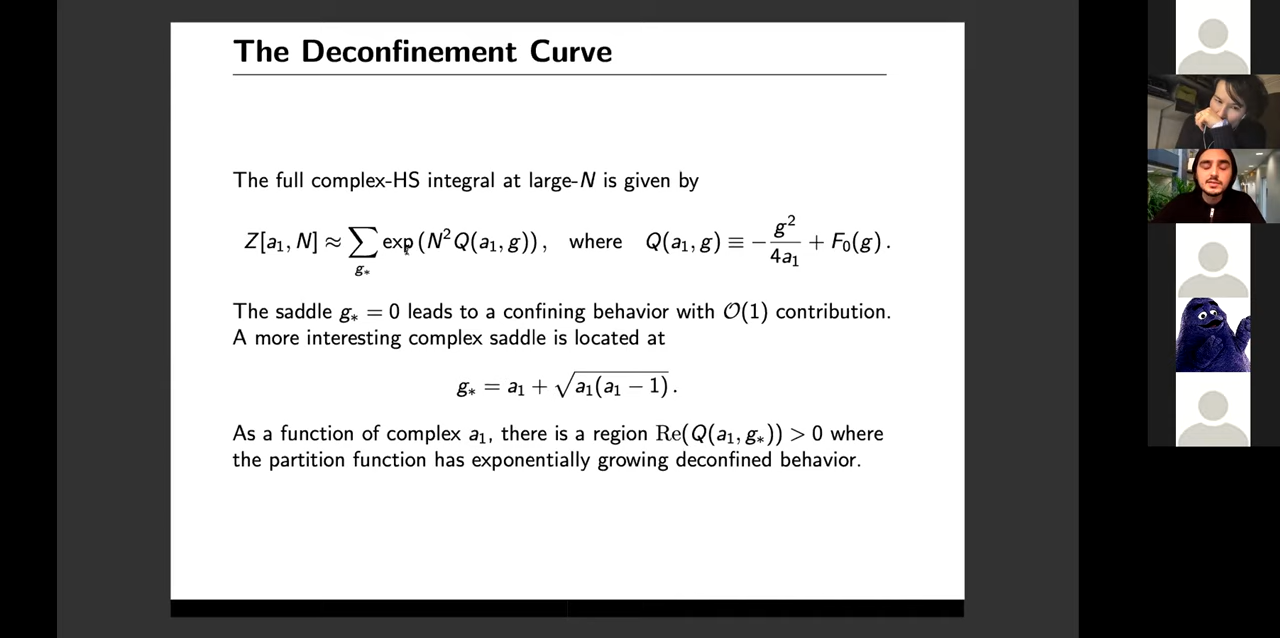 The Deconfinement Curve
The full complex-HS integral at large-N is given by
Z[a₁, N] ≈ ∑_{g∗} exp (N²Q(a₁, g)) , where Q(a₁, g) ≡ −g²/4a₁ + F₀(g) .
The saddle g∗ = 0 leads to a confining behavior with 𝒪(1) contribution.
A more interesting complex saddle is located at
g∗ = a₁ + √(a₁(a₁ − 1)) .
As a function of complex a₁, there is a region Re(Q(a₁, g∗)) > 0 where
the partition function has exponentially growing deconfined behavior.